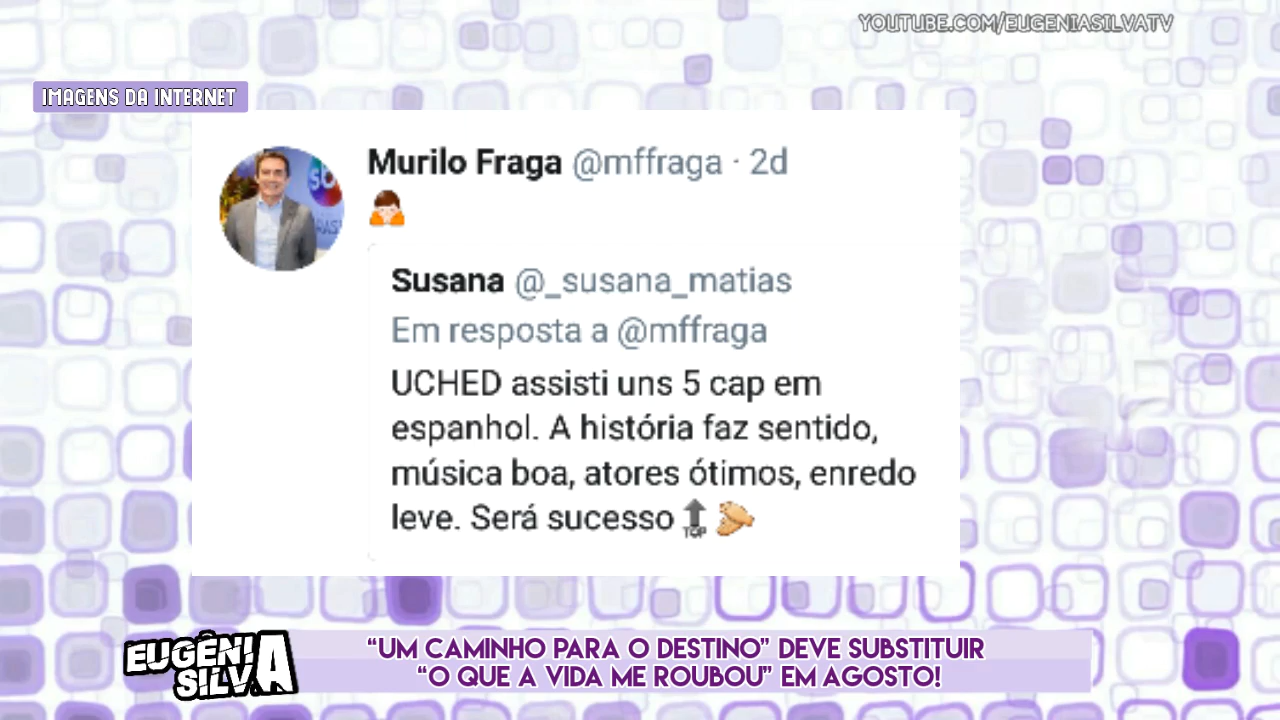 YOUTUBE.COM/EUGENIASILVATV
IMAGENS DA INTERNET
Murilo Fraga @mffraga · 2d
Susana @_susana_matias
Em resposta a @mffraga
UCHED assisti uns 5 cap em
espanhol. A história faz sentido,
música boa, atores ótimos, enredo
leve. Será sucesso
TOP
EUGÊNIA
SILVA
“UM CAMINHO PARA O DESTINO” DEVE SUBSTITUIR
“O QUE A VIDA ME ROUBOU” EM AGOSTO!